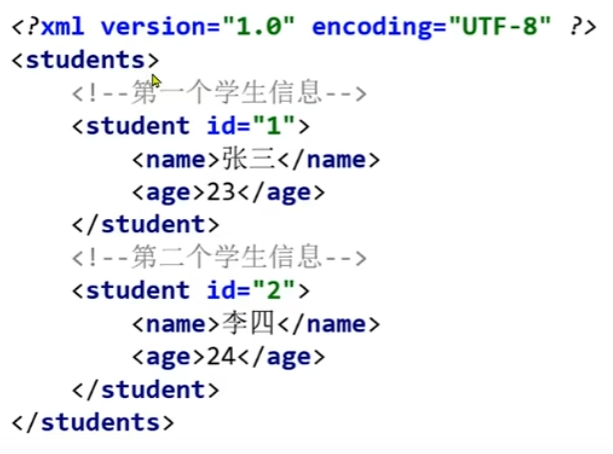 <?xml version="1.0" encoding="UTF-8" ?>
<students>
<!--第一个学生信息-->
<student id="1">
<name>张三</name>
<age>23</age>
</student>
<!--第二个学生信息-->
<student id="2">
<name>李四</name>
<age>24</age>
</student>
</students>